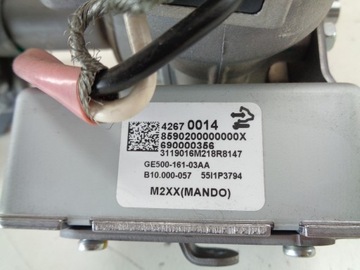 4267 0014
8590200000000X
690000356
3119016M218R8147
GE500-161-03AA
B10.000-057 55I1P3794
M2XX(MANDO)